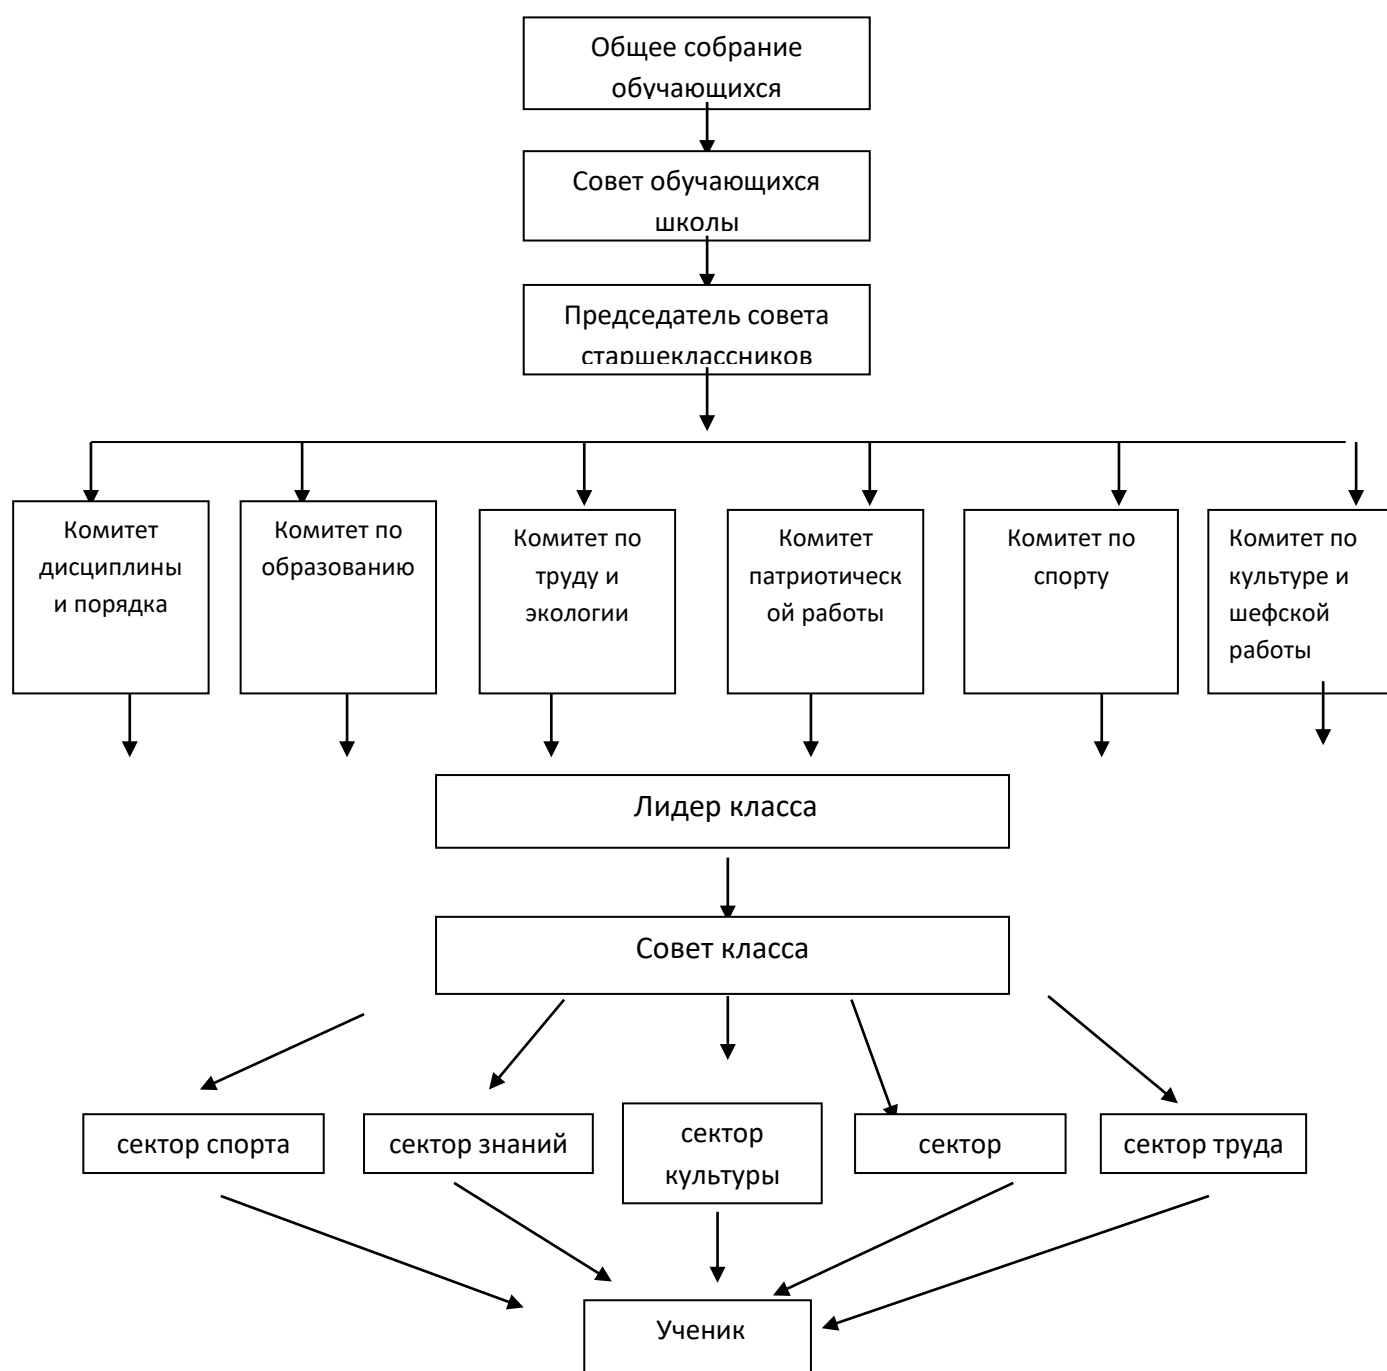 Общее собрание
обучающихся
Совет обучающихся
школы
Председатель совета
старшеклассников
Комитет
дисциплины
и порядка
Комитет по
образованию
Комитет по
труду и
экологии
Комитет
патриотическ
ой работы
Комитет по
спорту
Комитет по
культуре и
шефской
работы
Лидер класса
Совет класса
сектор спорта
сектор знаний
сектор
культуры
сектор
сектор труда
Ученик